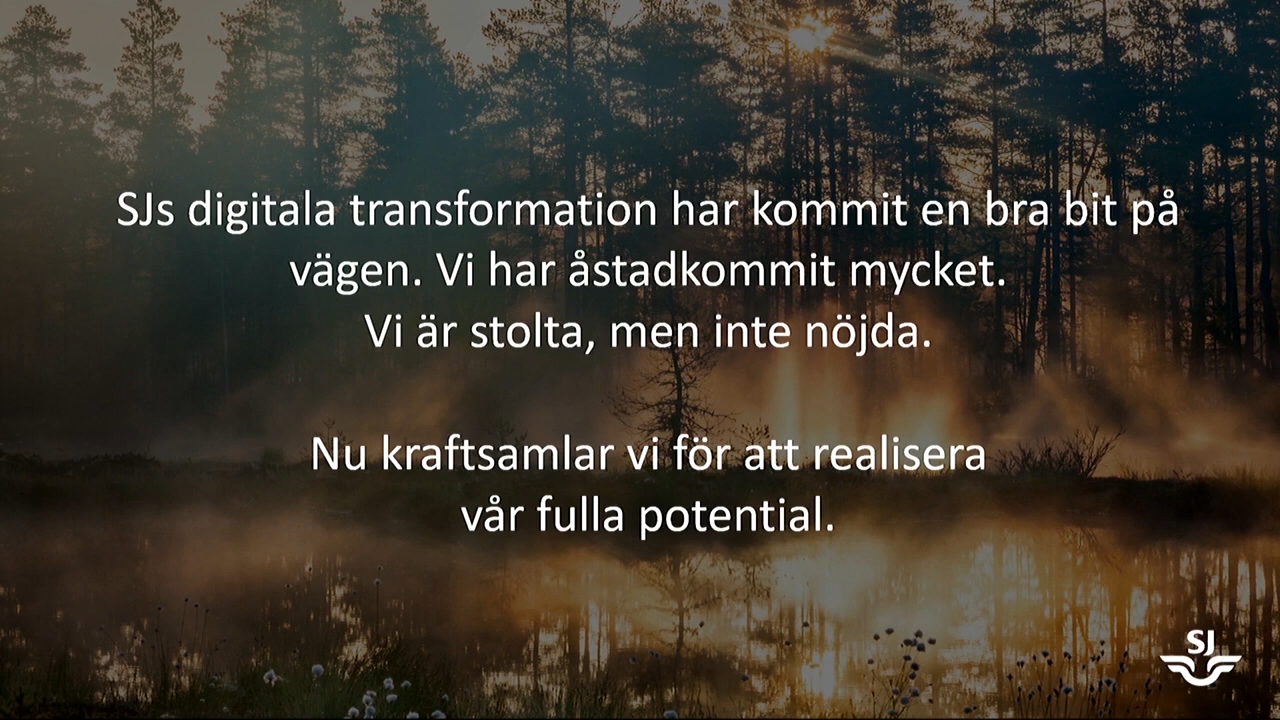 SJs digitala transformation har kommit en bra bit på
vägen. Vi har åstadkommit mycket.
Vi är stolta, men inte nöjda.
Nu kraftsamlar vi för att realisera
vår fulla potential.
SJ